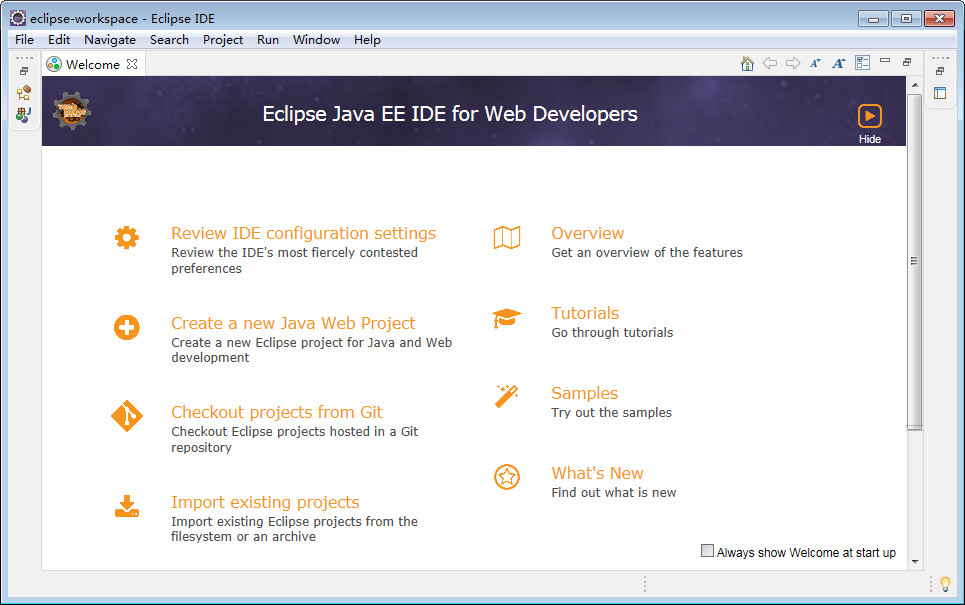 eclipse-workspace - Eclipse IDE
File Edit Navigate Search Project Run Window Help
Welcome
Eclipse Java EE IDE for Web Developers
Hide
Review IDE configuration settings
Review the IDE's most fiercely contested
preferences
Create a new Java Web Project
Create a new Eclipse project for Java and Web
development
Checkout projects from Git
Checkout Eclipse projects hosted in a Git
repository
Import existing projects
Import existing Eclipse projects from the
filesystem or an archive
Overview
Get an overview of the features
Tutorials
Go through tutorials
Samples
Try out the samples
What's New
Find out what is new
Always show Welcome at start up